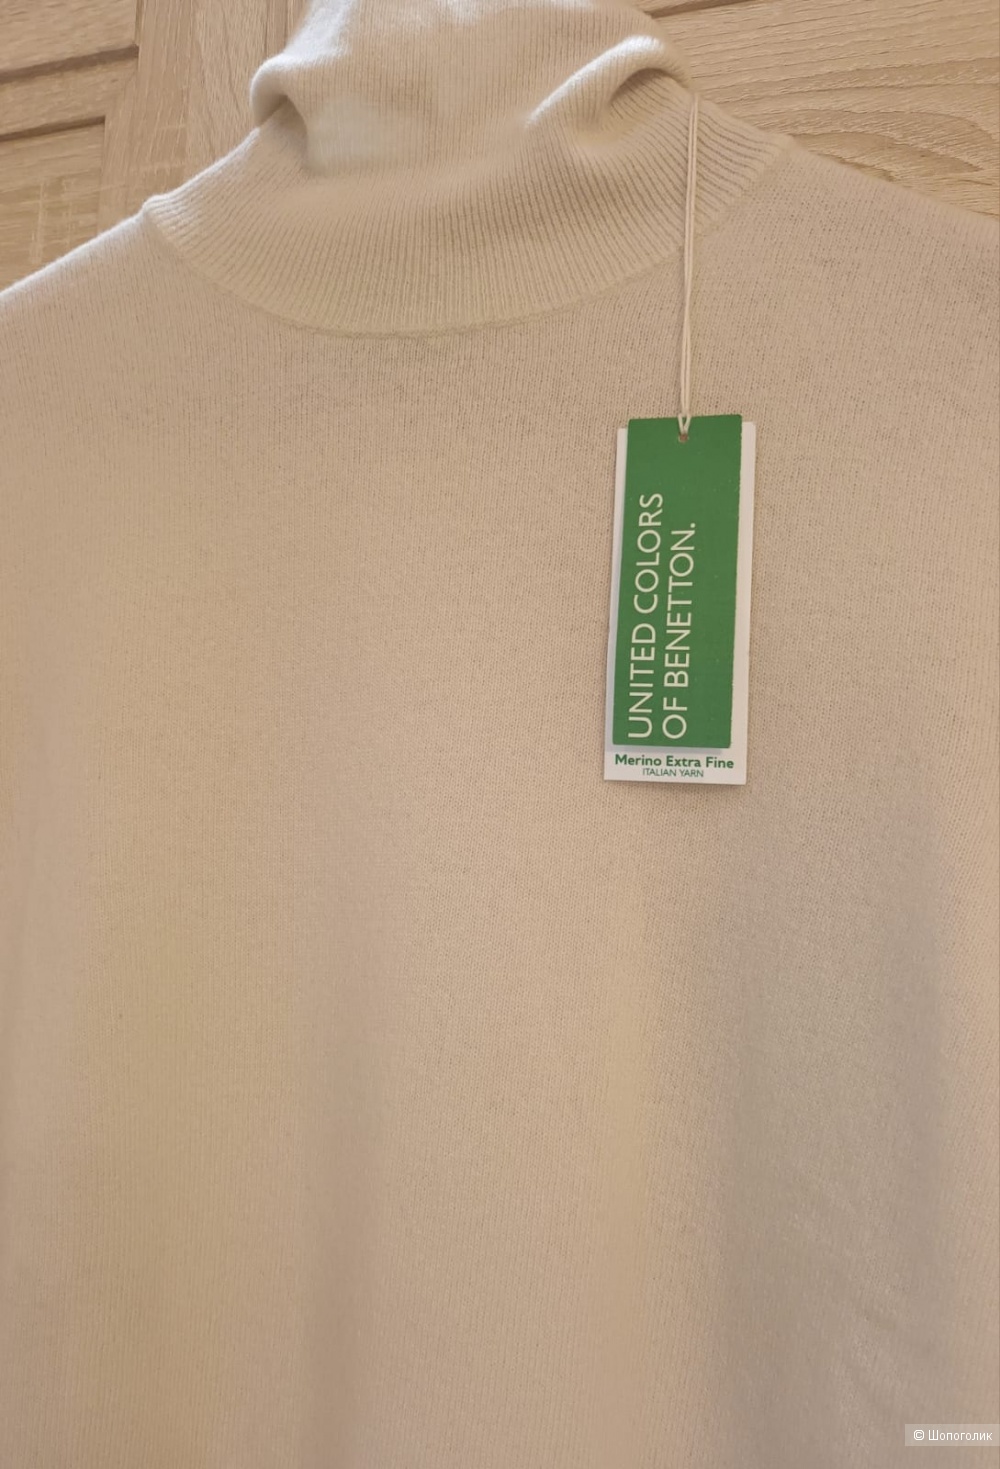 UNITED COLORS
OF BENETTON.
Merino Extra Fine
ITALIAN YARN
© Шопоголик